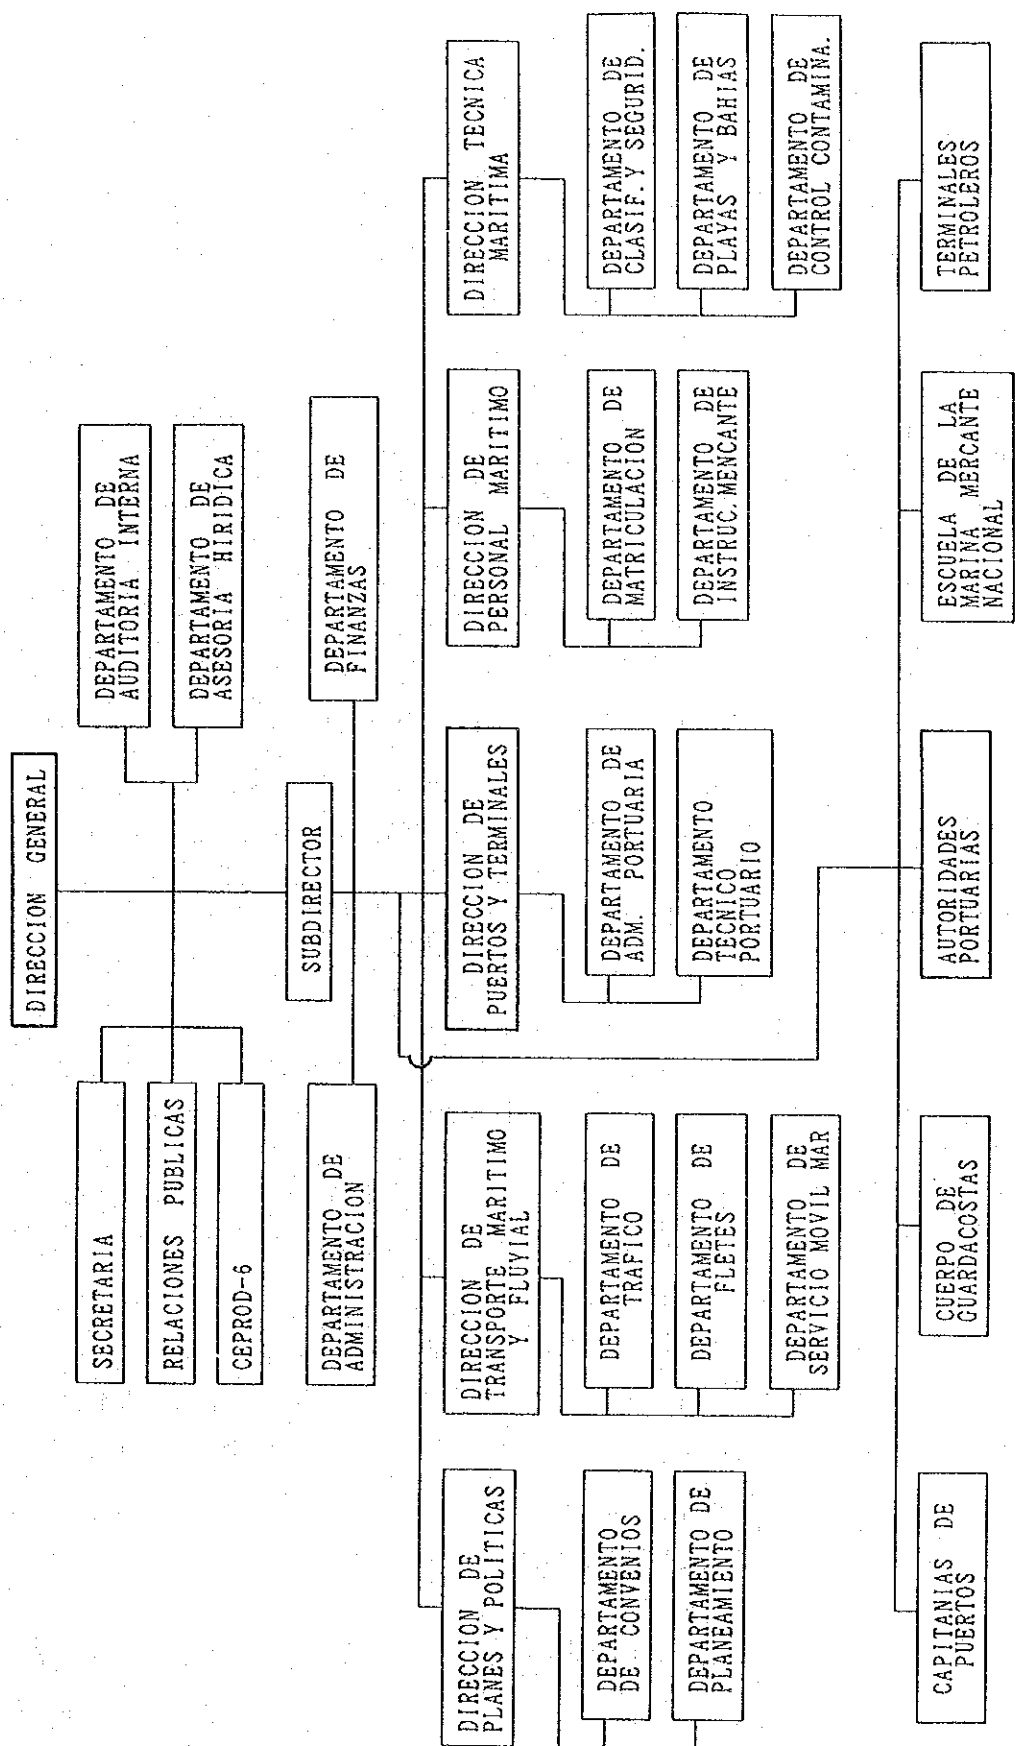 DIRECCION GENERAL
SECRETARIA
RELACIONES PUBLICAS
CEPROD-6
DEPARTAMENTO DE
AUDITORIA INTERNA
DEPARTAMENTO DE
ASESORIA HIRIDICA
SUBDIRECTOR
DEPARTAMENTO DE
ADMINISTRACION
DEPARTAMENTO DE
FINANZAS
DIRECCION DE
PLANES Y POLITICAS
DEPARTAMENTO
DE CONVENIOS
DEPARTAMENTO DE
PLANEAMIENTO
DIRECCION DE
TRANSPORTE MARITIMO
Y FLUVIAL
DEPARTAMENTO DE
TRAFICO
DEPARTAMENTO DE
FLETES
DEPARTAMENTO DE
SERVICIO MOVIL MAR
DIRECCION DE
PUERTOS Y TERMINALES
DEPARTAMENTO DE
ADM. PORTUARIA
DEPARTAMENTO
TECNICO
PORTUARIO
DIRECCION DE
PERSONAL MARITIMO
DEPARTAMENTO DE
MATRICULACION
DEPARTAMENTO DE
INSTRUC.MENCANTE
DIRECCION TECNICA
MARITIMA
DEPARTAMENTO DE
CLASIF.Y SEGURID.
DEPARTAMENTO DE
PLAYAS Y BAHIAS
DEPARTAMENTO DE
CONTROL CONTAMINA.
CAPITANIAS DE
PUERTOS
CUERPO DE
GUARDACOSTAS
AUTORIDADES
PORTUARIAS
ESCUELA DE LA
MARINA MERCANTE
NACIONAL
TERMINALES
PETROLEROS